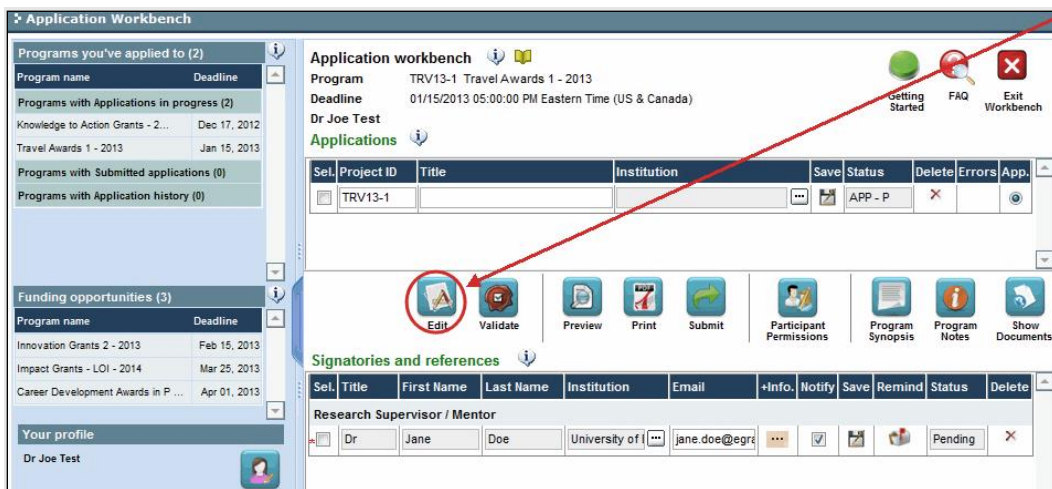 Application Workbench
Programs you've applied to (2)
Program name Deadline
Programs with Applications in progress (2)
Knowledge to Action Grants - 2... Dec 17, 2012
Travel Awards 1 - 2013 Jan 15, 2013
Programs with Submitted applications (0)
Programs with Application history (0)
Funding opportunities (3)
Program name Deadline
Innovation Grants 2 - 2013 Feb 15, 2013
Impact Grants - LOI - 2014 Mar 25, 2013
Career Development Awards in P ... Apr 01, 2013
Your profile
Dr Joe Test
Application workbench
Program TRV13-1 Travel Awards 1 - 2013
Deadline 01/15/2013 05:00:00 PM Eastern Time (US & Canada)
Dr Joe Test
Getting Started FAQ Exit Workbench
Applications
Sel. Project ID Title Institution Save Status Delete Errors App.
TRV13-1 ... APP - P
Edit Validate Preview Print Submit Participant Permissions Program Synopsis Program Notes Show Documents
Signatories and references
Sel. Title First Name Last Name Institution Email +Info. Notify Save Remind Status Delete
Research Supervisor / Mentor
Dr Jane Doe University of ... jane.doe@egra ... Pending